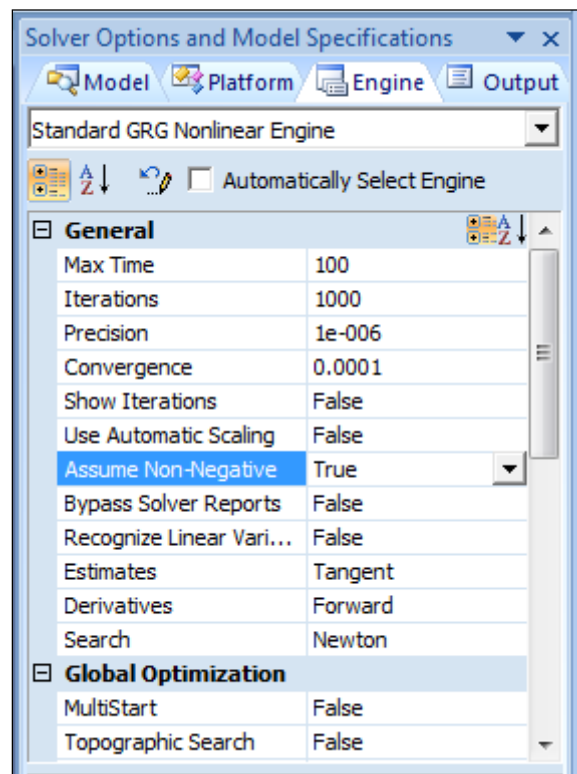 Solver Options and Model Specifications
Model Platform Engine Output
Standard GRG Nonlinear Engine
A Z Automatically Select Engine
General A Z
Max Time 100
Iterations 1000
Precision 1e-006
Convergence 0.0001
Show Iterations False
Use Automatic Scaling False
Assume Non-Negative True
Bypass Solver Reports False
Recognize Linear Vari... False
Estimates Tangent
Derivatives Forward
Search Newton
Global Optimization
MultiStart False
Topographic Search False